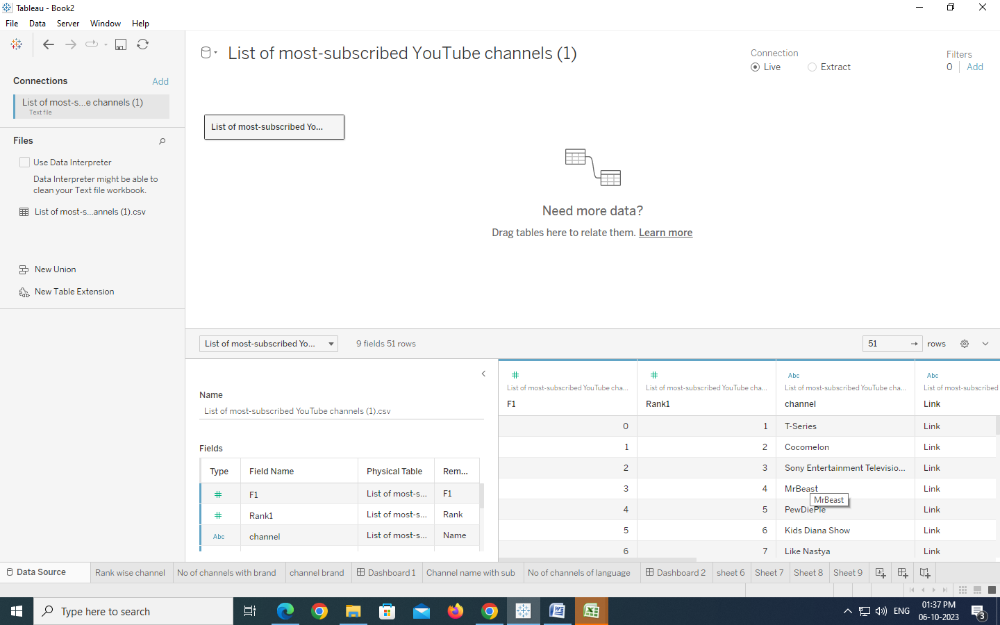 Tableau - Book2
File Data Server Window Help
List of most-subscribed YouTube channels (1)
Connection
Live Extract
Filters
0 Add
Connections Add
List of most-s...e channels (1)
Text file
List of most-subscribed Yo...
Files
Use Data Interpreter
Data Interpreter might be able to
clean your Text file workbook.
List of most-s...annels (1).csv
New Union
New Table Extension
Need more data?
Drag tables here to relate them. Learn more
List of most-subscribed Yo... 9 fields 51 rows 51 rows
Name
List of most-subscribed YouTube channels (1).csv
Fields
Type Field Name Physical Table Rem...
# F1 List of most-s... F1
# Rank1 List of most-s... Rank
Abc channel List of most-s... Name
# # Abc Abc
List of most-subscribed YouTube cha... List of most-subscribed YouTube cha... List of most-subscribed YouTube cha... List of most-subscribed
F1 Rank1 channel Link
0 1 T-Series Link
1 2 Cocomelon Link
2 3 Sony Entertainment Televisio... Link
3 4 MrBeast Link
MrBeast
4 5 PewDiePie Link
5 6 Kids Diana Show Link
6 7 Like Nastya Link
Data Source Rank wise channel No of channels with brand channel brand Dashboard 1 Channel name with sub No of channels of language Dashboard 2 sheet 6 Sheet 7 Sheet 8 Sheet 9
Type here to search
ENG
01:37 PM
06-10-2023
3